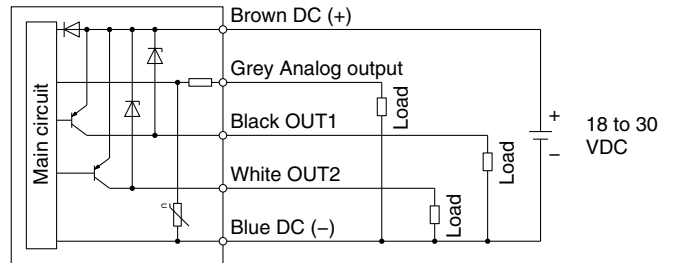 Brown DC (+)
Grey Analog output
Main circuit
Load
Black OUT1
+
18 to 30
VDC
−
Load
White OUT2
Load
Blue DC (−)